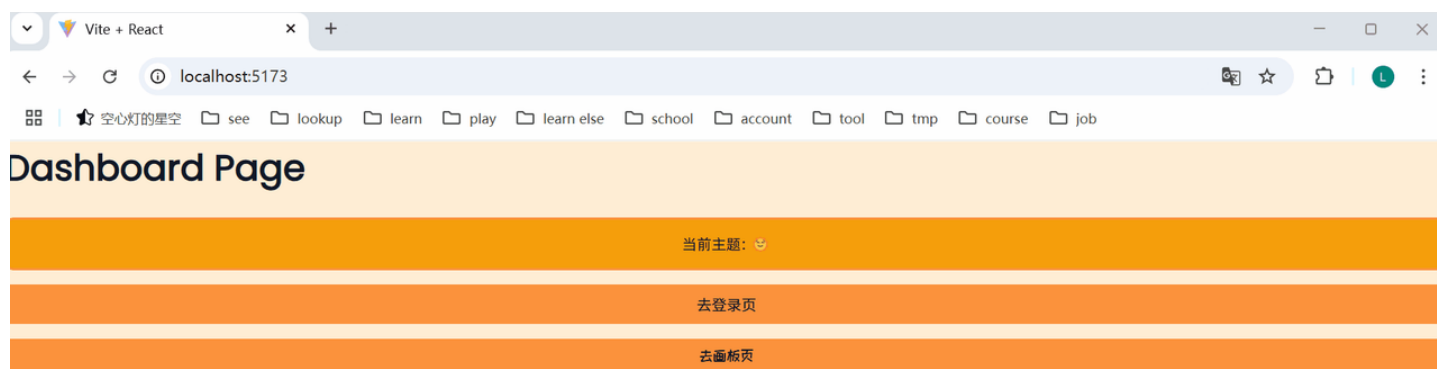 Vite + React
localhost:5173
空心灯的星空 see lookup learn play learn else school account tool tmp course job
Dashboard Page
当前主题：😆
去登录页
去画板页